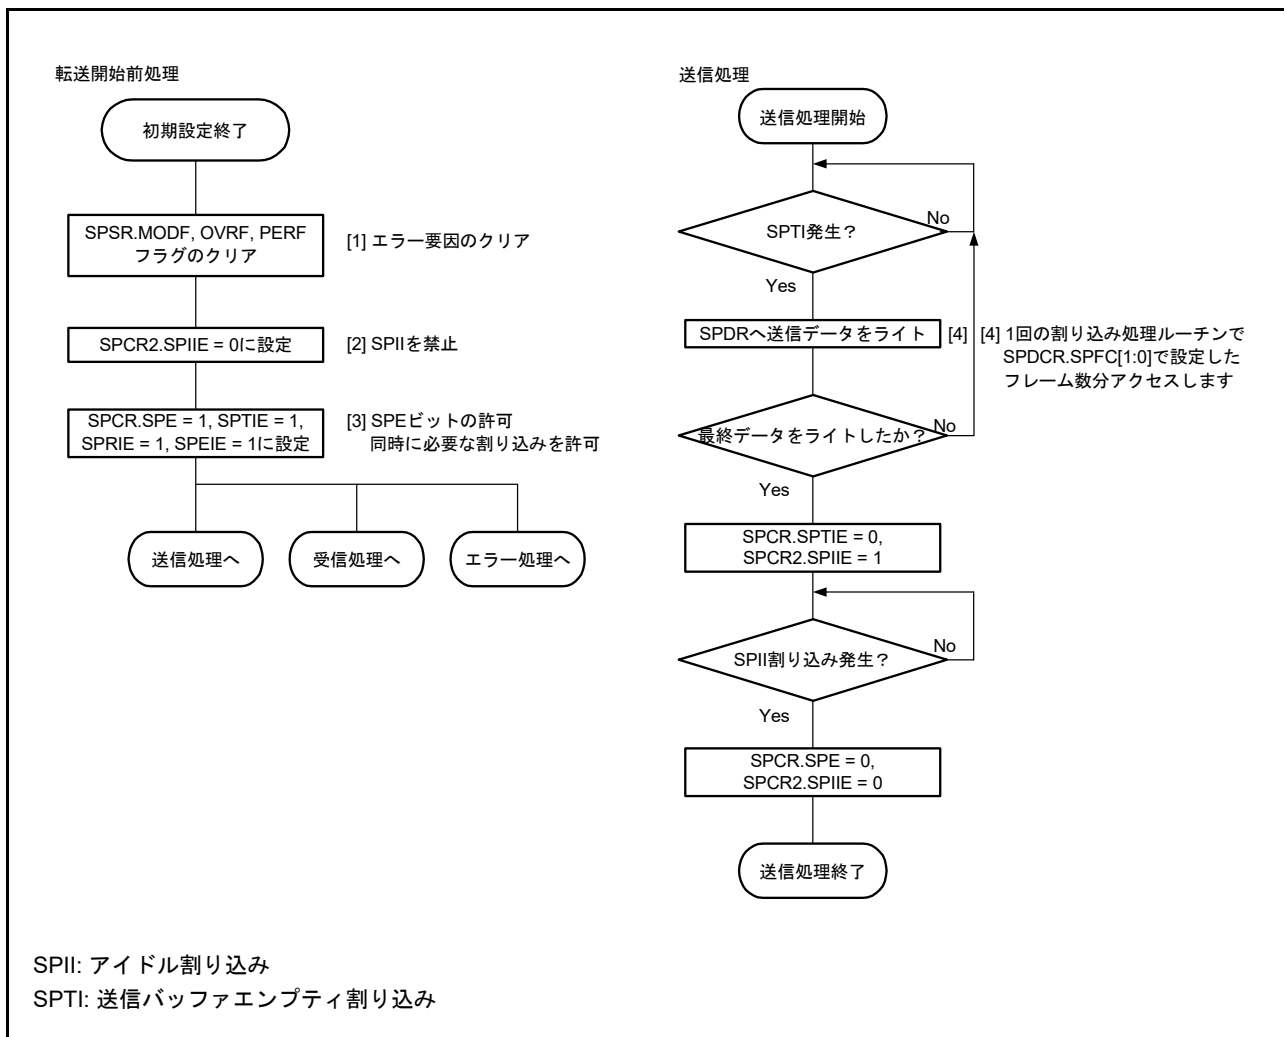 転送開始前処理
初期設定終了
SPSR.MODF, OVRF, PERF
フラグのクリア
[1] エラー要因のクリア
SPCR2.SPIIE = 0に設定
[2] SPIIを禁止
SPCR.SPE = 1, SPTIE = 1,
SPRIE = 1, SPEIE = 1に設定
[3] SPEビットの許可
同時に必要な割り込みを許可
送信処理へ
受信処理へ
エラー処理へ
送信処理
送信処理開始
SPTI発生？
No
Yes
SPDRへ送信データをライト
[4]
[4] 1回の割り込み処理ルーチンで
SPDCR.SPFC[1:0]で設定した
フレーム数分アクセスします
最終データをライトしたか？
No
Yes
SPCR.SPTIE = 0,
SPCR2.SPIIE = 1
SPII割り込み発生？
No
Yes
SPCR.SPE = 0,
SPCR2.SPIIE = 0
送信処理終了
SPII: アイドル割り込み
SPTI: 送信バッファエンプティ割り込み